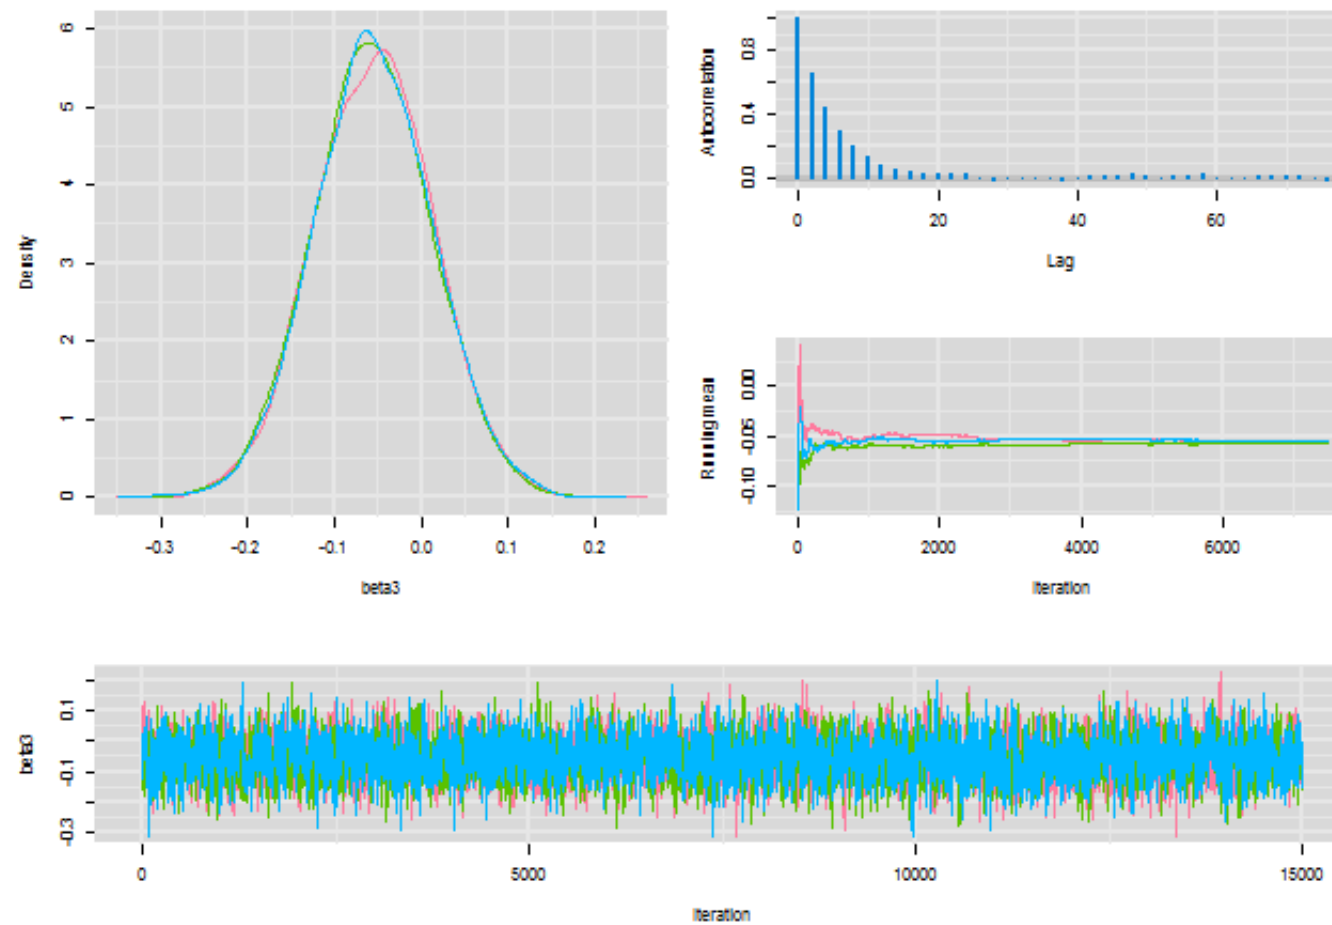 6
5
4
3
2
1
0
Density
-0.3 -0.2 -0.1 0.0 0.1 0.2
beta3
0.8
0.4
0.0
Autocorrelation
0 20 40 60
Lag
0.00
-0.05
-0.10
Running mean
0 2000 4000 6000
Iteration
0.1
-0.1
-0.3
beta3
0 5000 10000 15000
Iteration